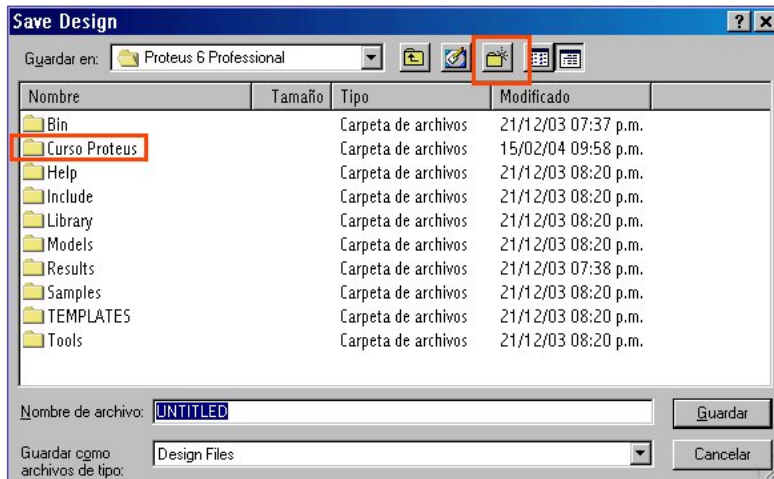 Save Design
Guardar en: Proteus 6 Professional
Nombre Tamaño Tipo Modificado
Bin Carpeta de archivos 21/12/03 07:37 p.m.
Curso Proteus Carpeta de archivos 15/02/04 09:58 p.m.
Help Carpeta de archivos 21/12/03 08:20 p.m.
Include Carpeta de archivos 21/12/03 08:20 p.m.
Library Carpeta de archivos 21/12/03 08:20 p.m.
Models Carpeta de archivos 21/12/03 08:20 p.m.
Results Carpeta de archivos 21/12/03 07:38 p.m.
Samples Carpeta de archivos 21/12/03 08:20 p.m.
TEMPLATES Carpeta de archivos 21/12/03 08:20 p.m.
Tools Carpeta de archivos 21/12/03 08:20 p.m.
Nombre de archivo: UNTITLED Guardar
Guardar como Design Files Cancelar
archivos de tipo: